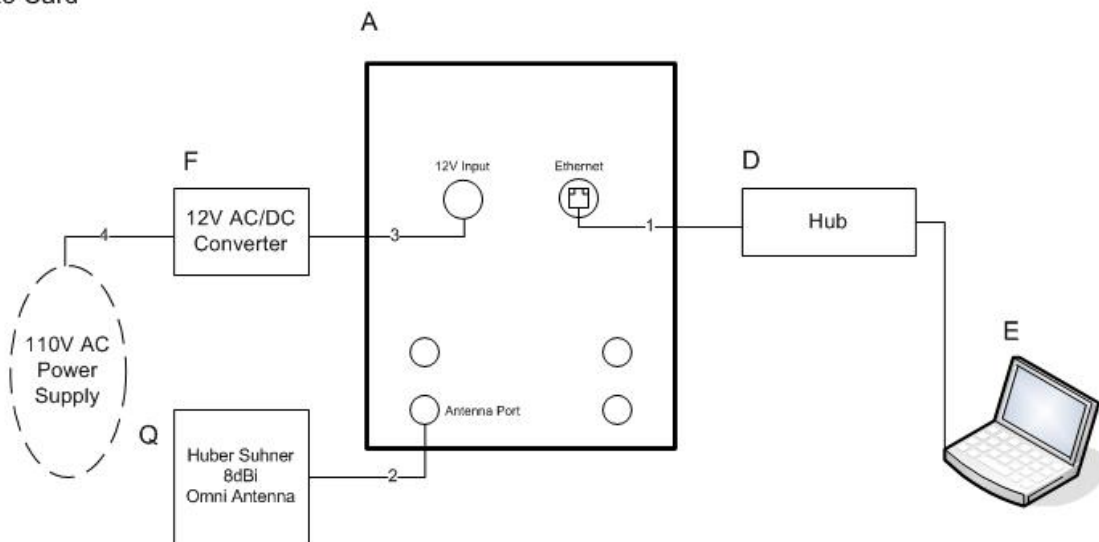 Card
A
F
D
12V Input
Ethernet
12V AC/DC
Converter
4
3
1
Hub
110V AC
Power
Supply
E
Antenna Port
Q
Huber Suhner
8dBi
Omni Antenna
2